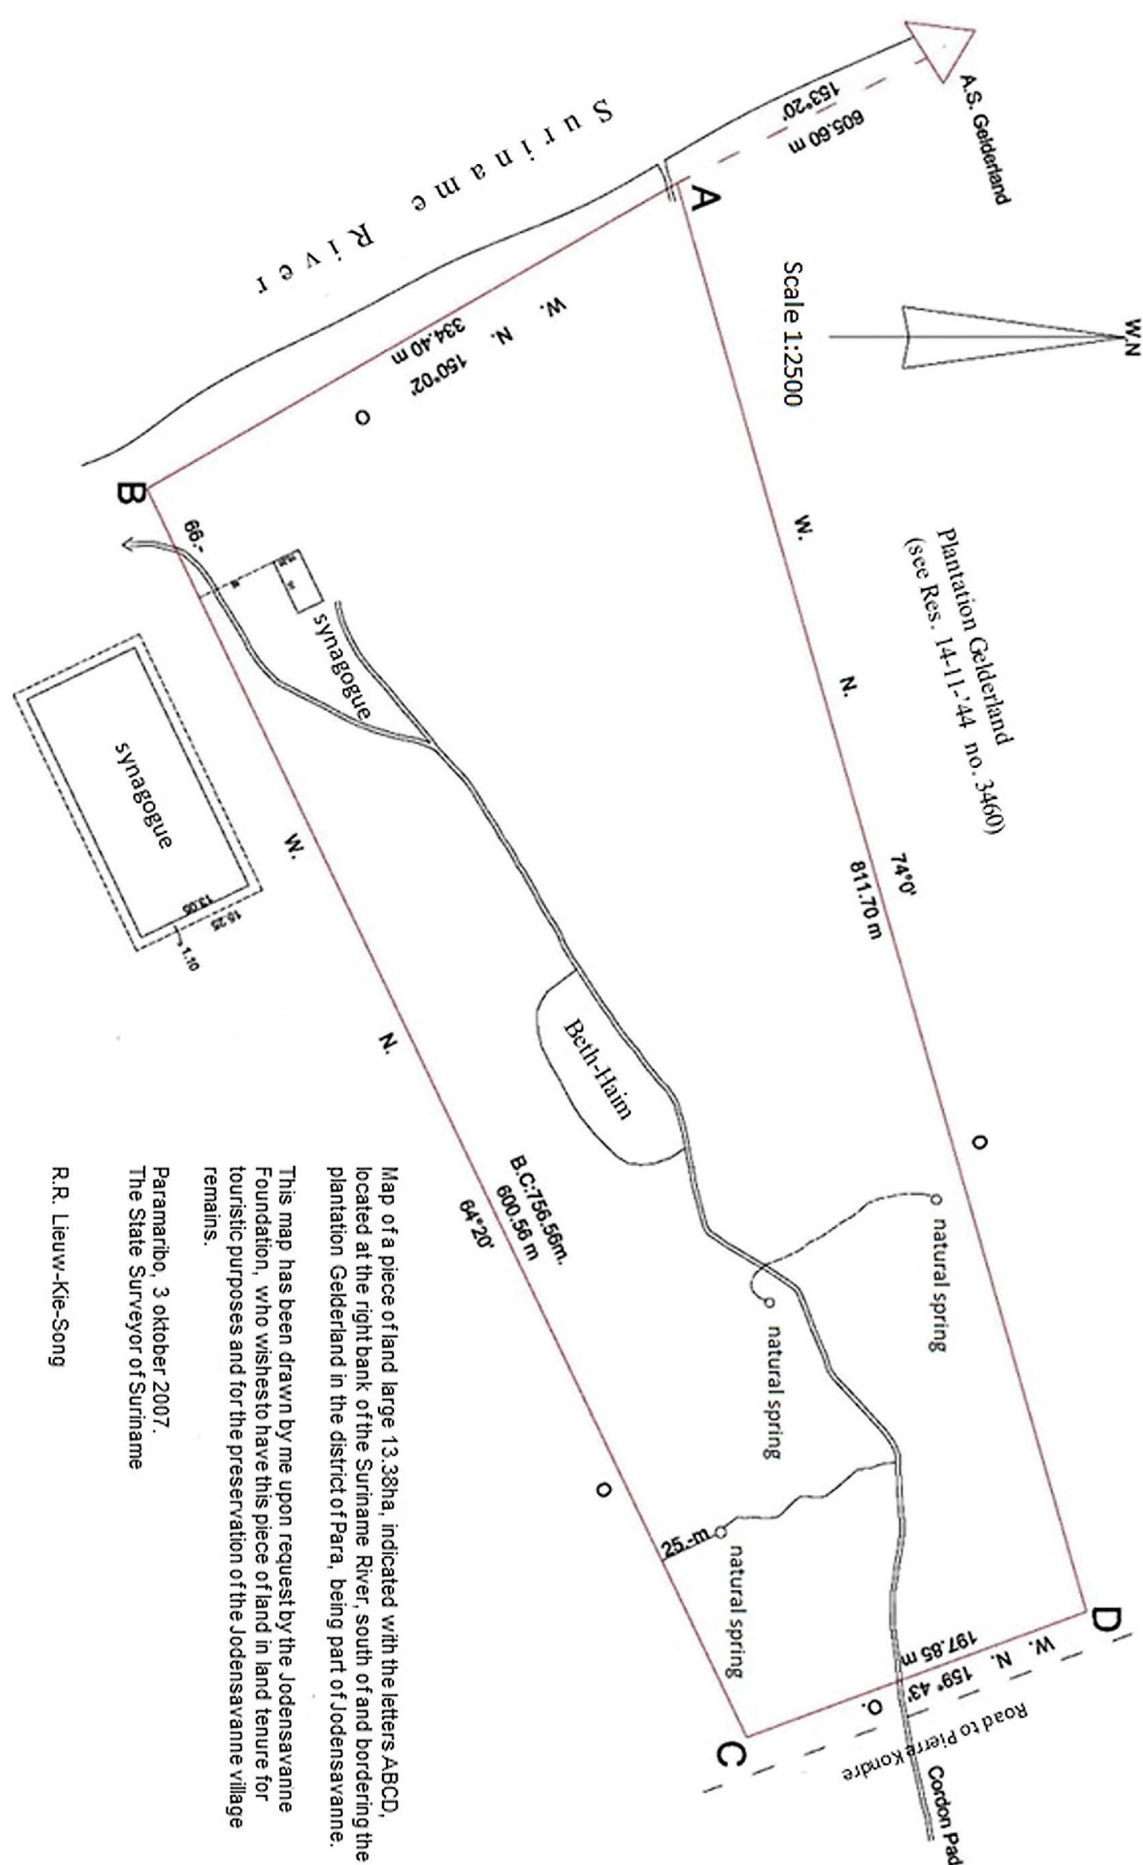 A.S. Gelderland
153°20'
605.60 m
Suriname River
A
W.N
Scale 1:2500
W. N. O
334.40 m
150°02'
B
Plantation Gelderland
(see Res. 14-11-'44 no. 3460)
W. N. O
74°0'
811.70 m
66.-
synagogue
synagogue
13.05
15.25
1.10
Beth-Haim
W. N. O
B.C:756.56m.
600.56 m
64°20'
natural spring
natural spring
natural spring
25.-m
D
197.85 m
W. N. O.
159° 43'
C
Road to Pierre Kondre
Cordon Pad
Map of a piece of land large 13.38ha, indicated with the letters ABCD,
located at the right bank of the Suriname River, south of and bordering the
plantation Gelderland in the district of Para, being part of Jodensavanne.
This map has been drawn by me upon request by the Jodensavanne
Foundation, who wishes to have this piece of land in land tenure for
touristic purposes and for the preservation of the Jodensavanne village
remains.
Paramaribo, 3 oktober 2007.
The State Surveyor of Suriname
R.R. Lieuw-Kie-Song